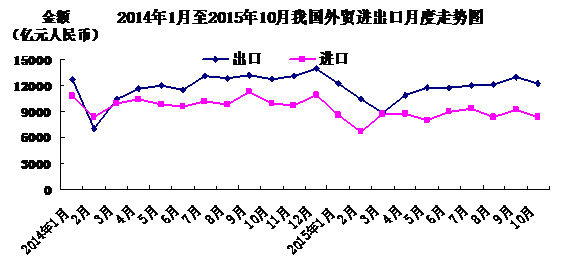 金额 2014年1月至2015年10月我国外贸进出口月度走势图
（亿元人民币）
出口 进口
15000
12000
9000
6000
3000
0
2014年1月 2月 3月 4月 5月 6月 7月 8月 9月 10月 11月 12月 2015年1月 2月 3月 4月 5月 6月 7月 8月 9月 10月